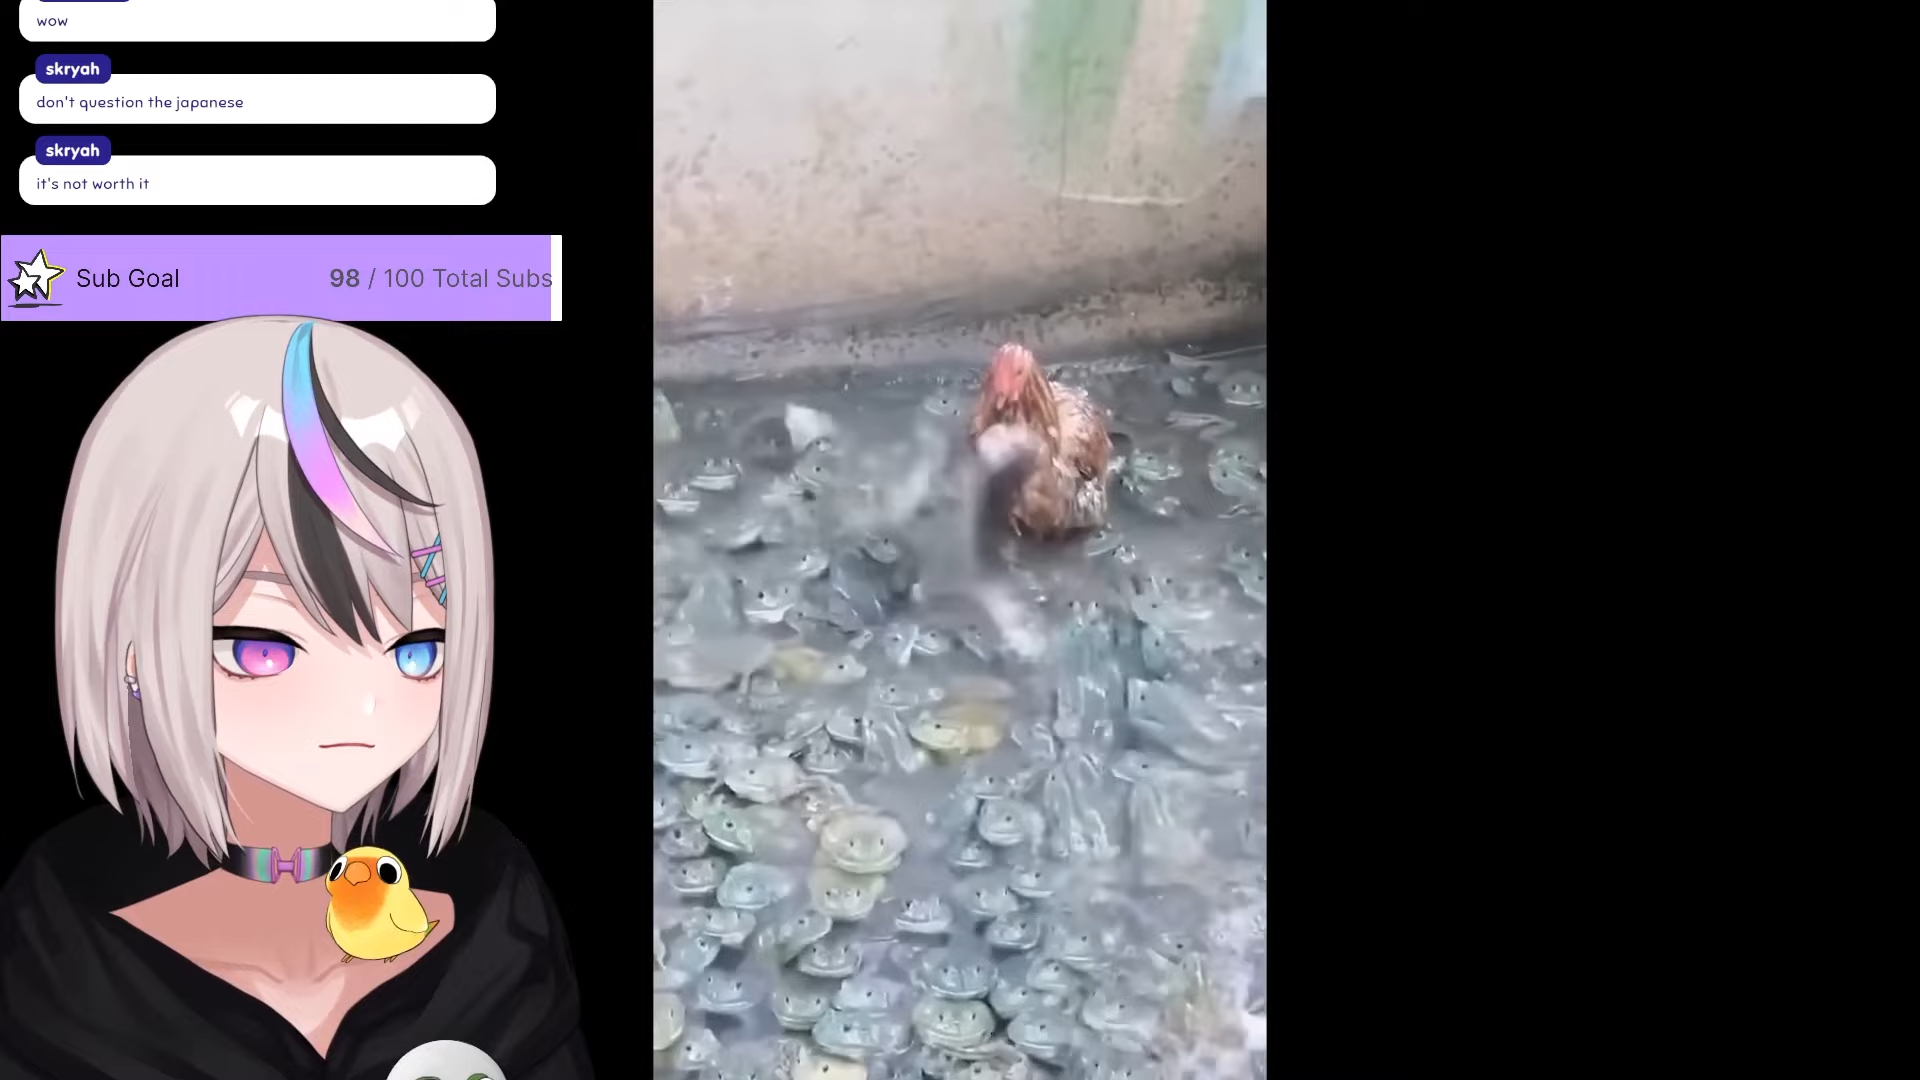 wow
skryah
don't question the japanese
skryah
it's not worth it
Sub Goal 98 / 100 Total Subs